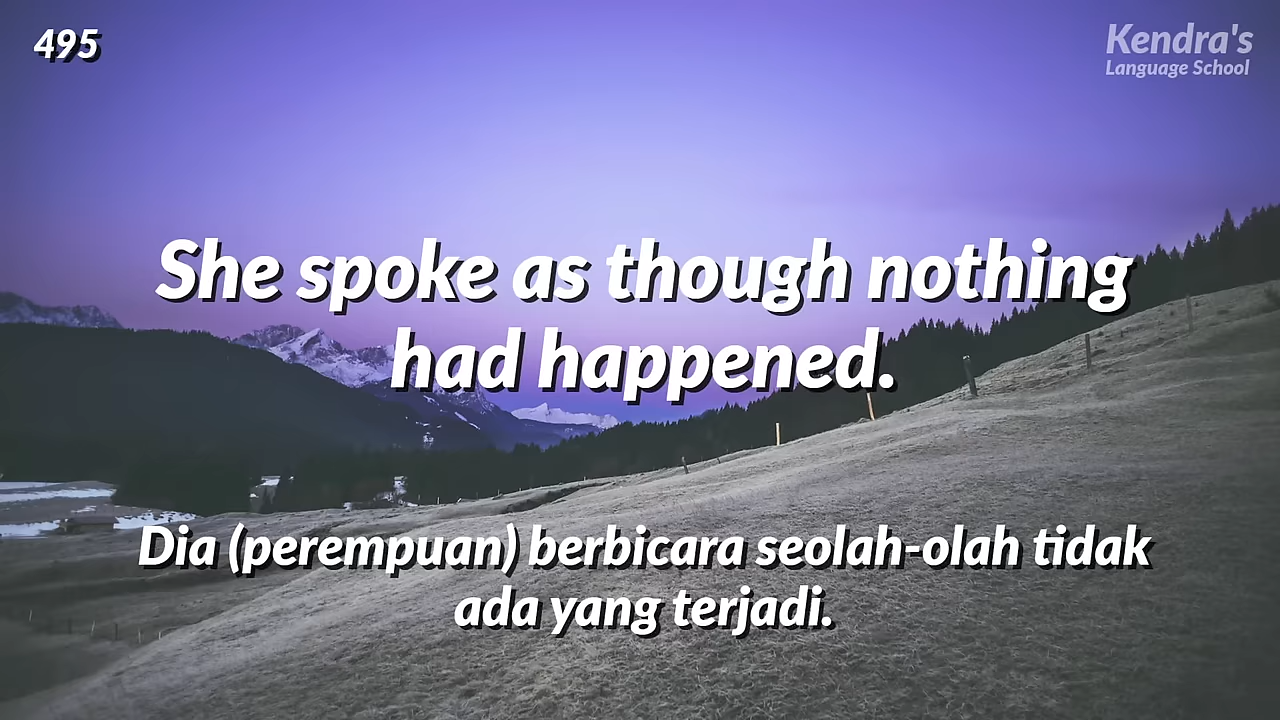 495
Kendra's
Language School
She spoke as though nothing
had happened.
Dia (perempuan) berbicara seolah-olah tidak
ada yang terjadi.